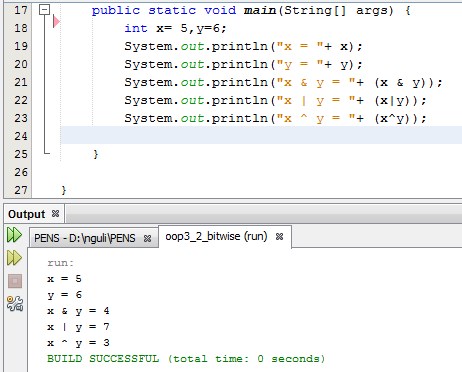 17 public static void main(String[] args) {
18 int x= 5,y=6;
19 System.out.println("x = "+ x);
20 System.out.println("y = "+ y);
21 System.out.println("x & y = "+ (x & y));
22 System.out.println("x | y = "+ (x|y));
23 System.out.println("x ^ y = "+ (x^y));
24
25 }
26
27 }
Output
PENS - D:\nguli\PENS oop3_2_bitwise (run)
run:
x = 5
y = 6
x & y = 4
x | y = 7
x ^ y = 3
BUILD SUCCESSFUL (total time: 0 seconds)